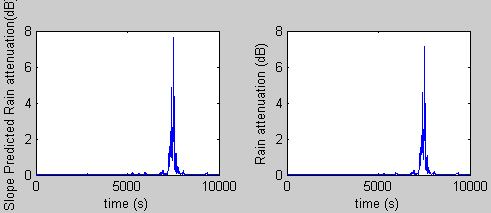 Slope Predicted Rain attenuation(dB)
8
6
4
2
0
0 5000 10000
time (s)
Rain attenuation (dB)
8
6
4
2
0
0 5000 10000
time (s)